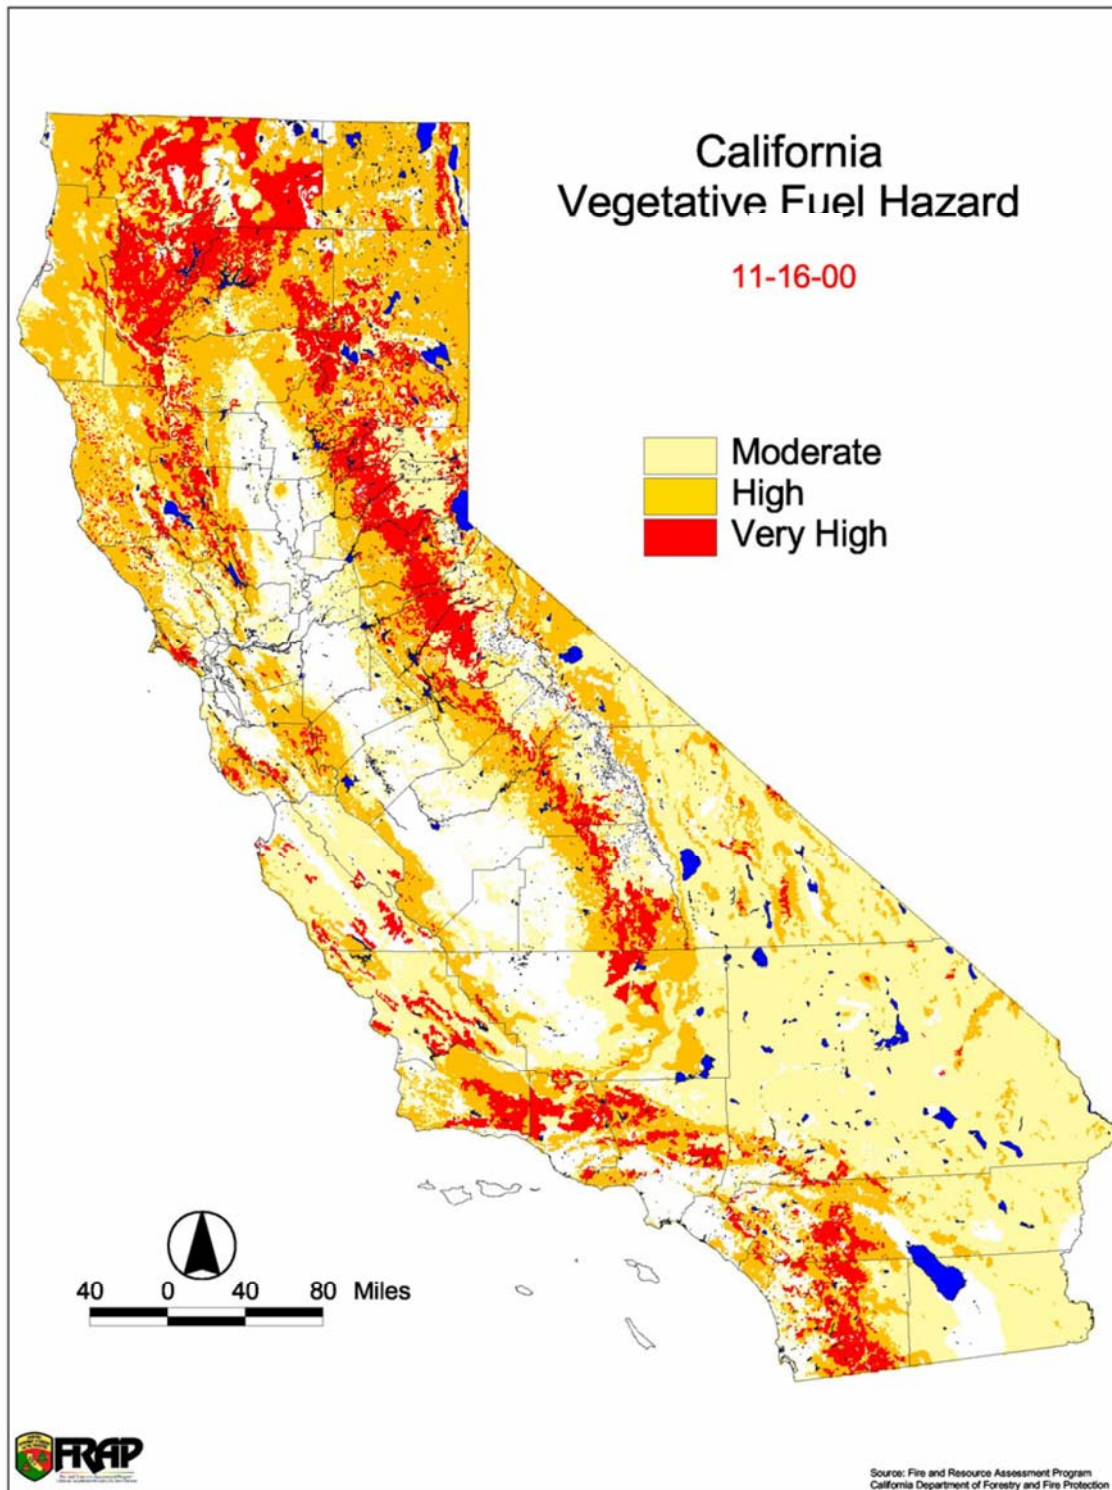 California
Vegetative Fuel Hazard
11-16-00
Moderate
High
Very High
40 0 40 80 Miles
FRAP
Source: Fire and Resource Assessment Program
California Department of Forestry and Fire Protection